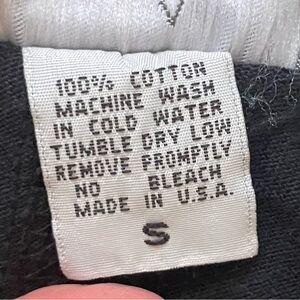 100% COTTON
MACHINE WASH
IN COLD WATER
TUMBLE DRY LOW
REMOVE PROMPTLY
NO BLEACH
MADE IN U.S.A.
S